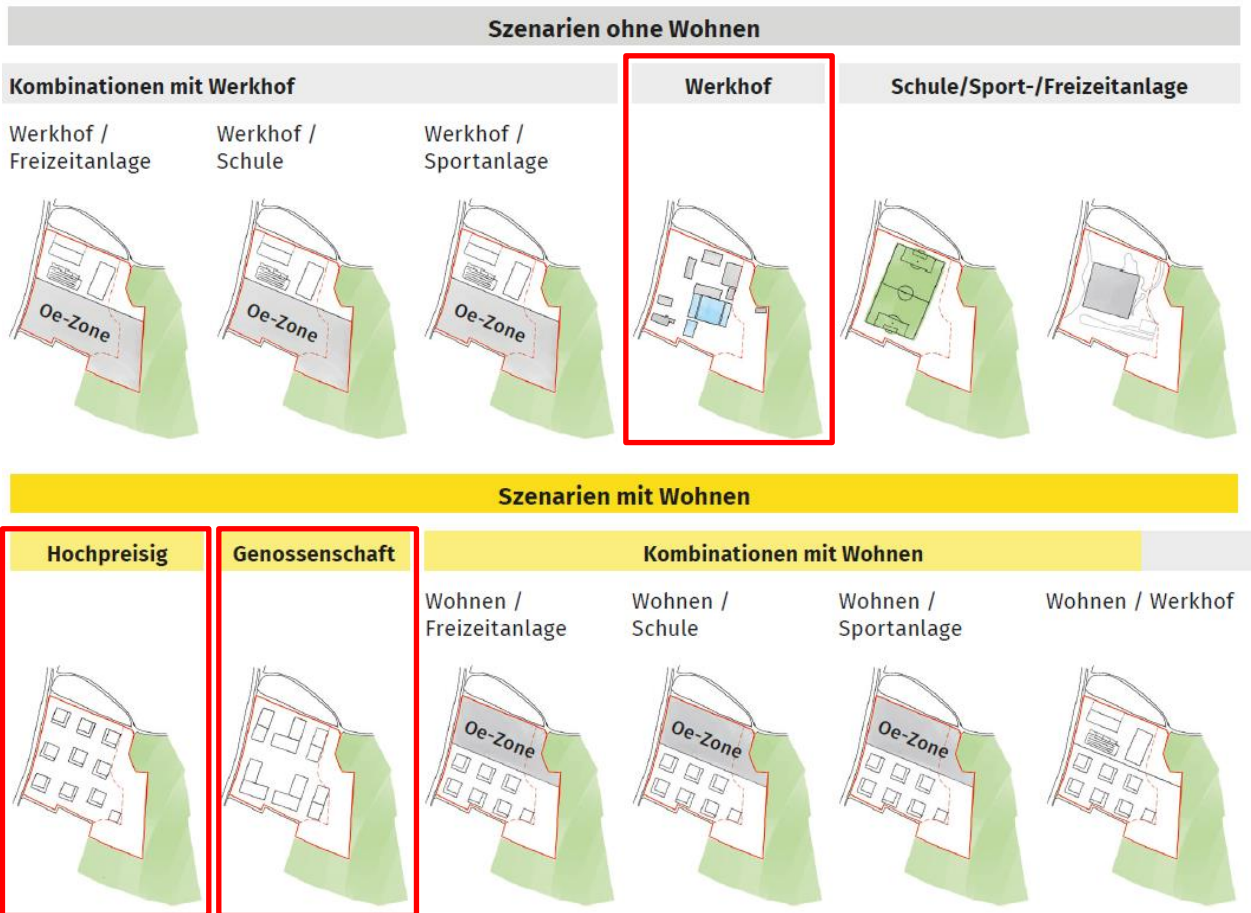 Szenarien ohne Wohnen
Kombinationen mit Werkhof
Werkhof
Schule/Sport-/Freizeitanlage
Werkhof /
Freizeitanlage
Werkhof /
Schule
Werkhof /
Sportanlage
Oe-Zone
Oe-Zone
Oe-Zone
Szenarien mit Wohnen
Hochpreisig
Genossenschaft
Kombinationen mit Wohnen
Wohnen /
Freizeitanlage
Wohnen /
Schule
Wohnen /
Sportanlage
Wohnen / Werkhof
Oe-Zone
Oe-Zone
Oe-Zone